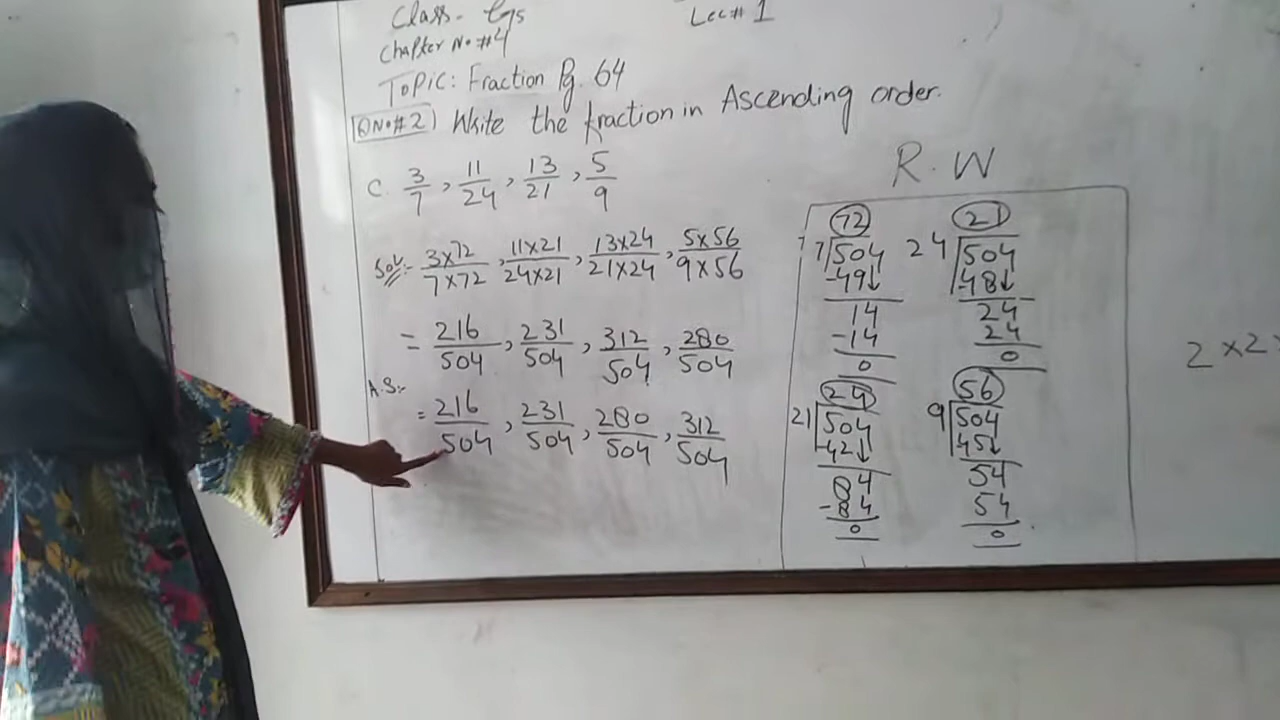 Class-
Lec# 1
Chapter No:#4
Topic: Fraction Pg. 64
QNo#2) Write the fraction in Ascending order.
C. 3/7, 11/24, 13/21, 5/9
Sol:- 3x72/7x72, 11x21/24x21, 13x24/21x24, 5x56/9x56
= 216/504, 231/504, 312/504, 280/504
A.S:-
= 216/504, 231/504, 280/504, 312/504
R.W
72
7 504
-49
14
-14
0
21
24 504
-48
24
24
0
24
21 504
-42
84
-84
0
56
9 504
-45
54
54
0
2x2x